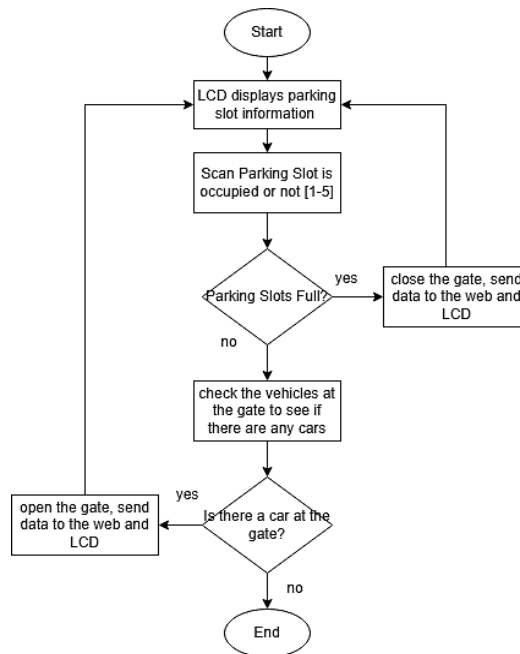 Start
LCD displays parking
slot information
Scan Parking Slot is
occupied or not [1-5]
Parking Slots Full?
yes
close the gate, send
data to the web and
LCD
no
check the vehicles at
the gate to see if
there are any cars
Is there a car at the
gate?
yes
open the gate, send
data to the web and
LCD
no
End